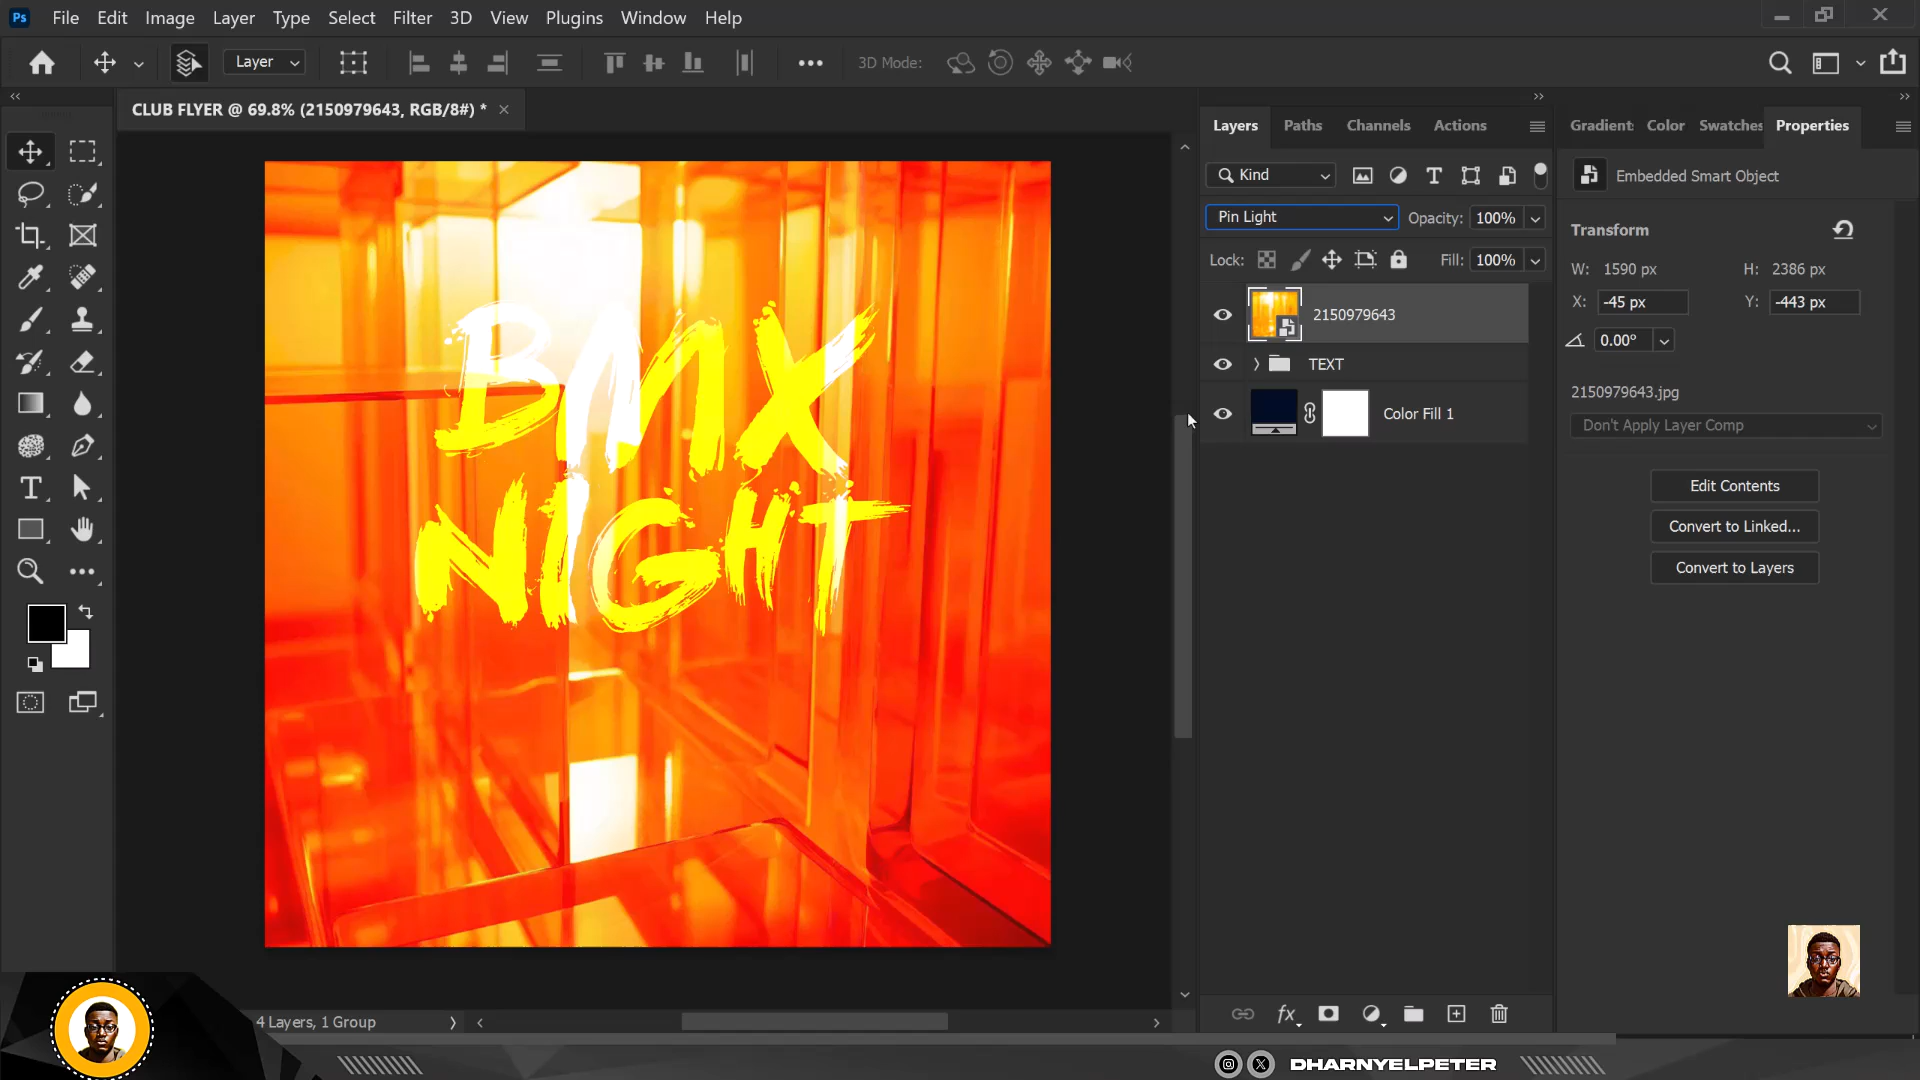 Ps File Edit Image Layer Type Select Filter 3D View Plugins Window Help
Layer 3D Mode:
CLUB FLYER @ 69.8% (2150979643, RGB/8#) *
Layers Paths Channels Actions
Gradient Color Swatches Properties
Kind
Embedded Smart Object
Pin Light Opacity: 100%
Lock: Fill: 100%
Transform
W: 1590 px H: 2386 px
X: -45 px Y: -443 px
0.00°
2150979643
TEXT
Color Fill 1
2150979643.jpg
Don't Apply Layer Comp
Edit Contents
Convert to Linked...
Convert to Layers
BMX
NIGHT
4 Layers, 1 Group
fx
DHARNYELPETER